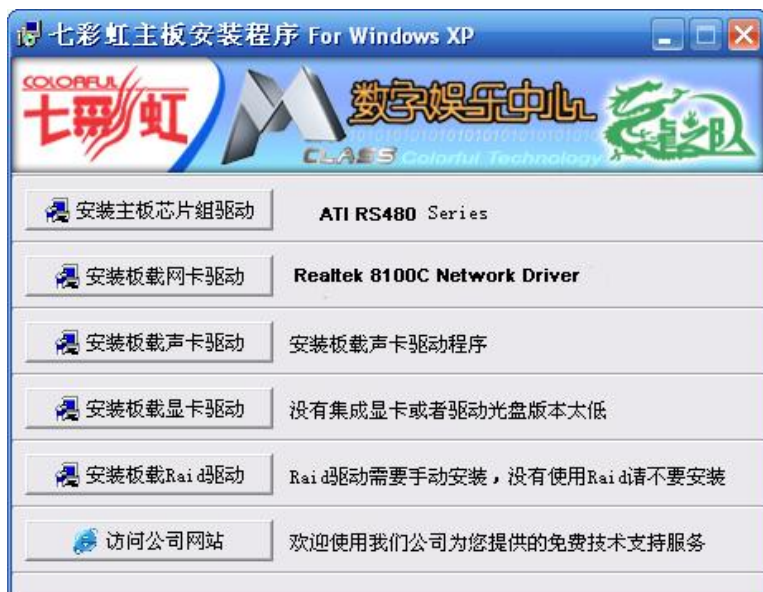 七彩虹主板安装程序 For Windows XP
COLORFUL
七彩虹
数字娱乐中心
CLASS Colorful Technology
安装主板芯片组驱动 ATI RS480 Series
安装板载网卡驱动 Realtek 8100C Network Driver
安装板载声卡驱动 安装板载声卡驱动程序
安装板载显卡驱动 没有集成显卡或者驱动光盘版本太低
安装板载Raid驱动 Raid驱动需要手动安装，没有使用Raid请不要安装
访问公司网站 欢迎使用我们公司为您提供的免费技术支持服务